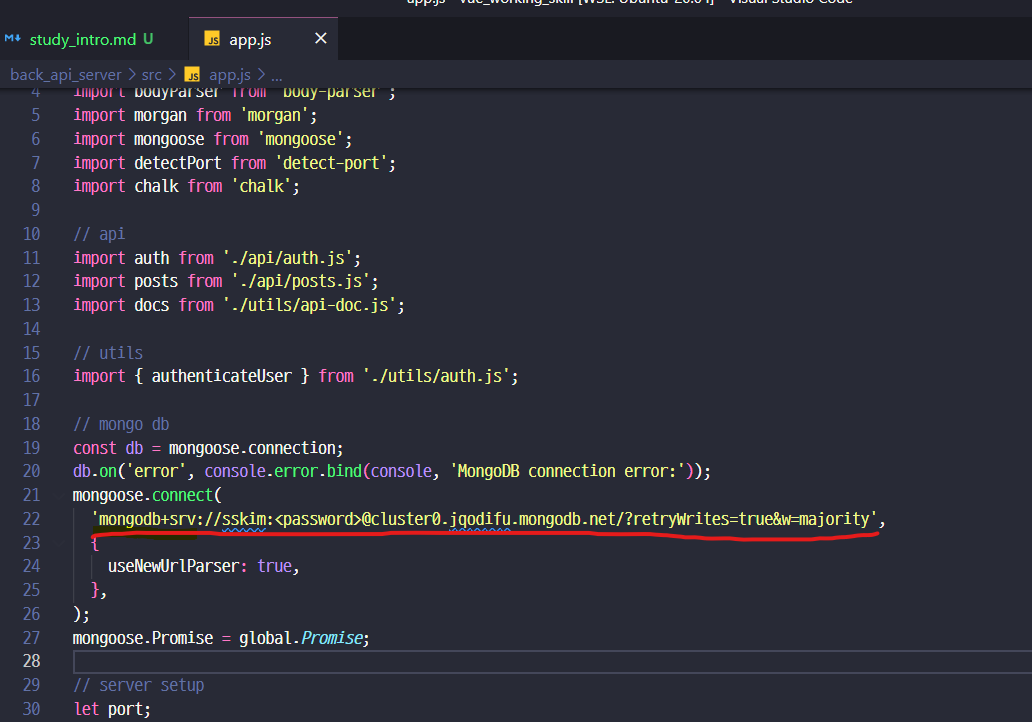 app.js - vue_working_skill [WSL: Ubuntu-20.04] - Visual Studio Code
study_intro.md U
JS app.js ×
back_api_server > src > JS app.js > ...
4 import bodyParser from 'body-parser';
5 import morgan from 'morgan';
6 import mongoose from 'mongoose';
7 import detectPort from 'detect-port';
8 import chalk from 'chalk';
9
10 // api
11 import auth from './api/auth.js';
12 import posts from './api/posts.js';
13 import docs from './utils/api-doc.js';
14
15 // utils
16 import { authenticateUser } from './utils/auth.js';
17
18 // mongo db
19 const db = mongoose.connection;
20 db.on('error', console.error.bind(console, 'MongoDB connection error:'));
21 mongoose.connect(
22 'mongodb+srv://sskim:<password>@cluster0.jqodifu.mongodb.net/?retryWrites=true&w=majority',
23 {
24 useNewUrlParser: true,
25 },
26 );
27 mongoose.Promise = global.Promise;
28
29 // server setup
30 let port;